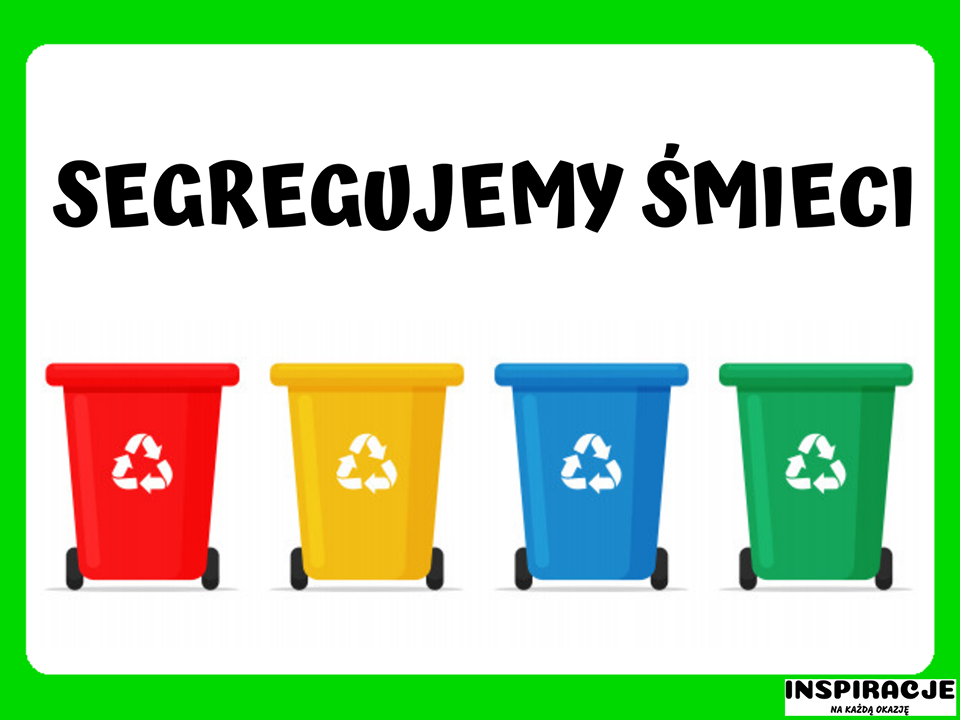 SEGREGUJEMY ŚMIECI
INSPIRACJE
NA KAŻDĄ OKAZJĘ